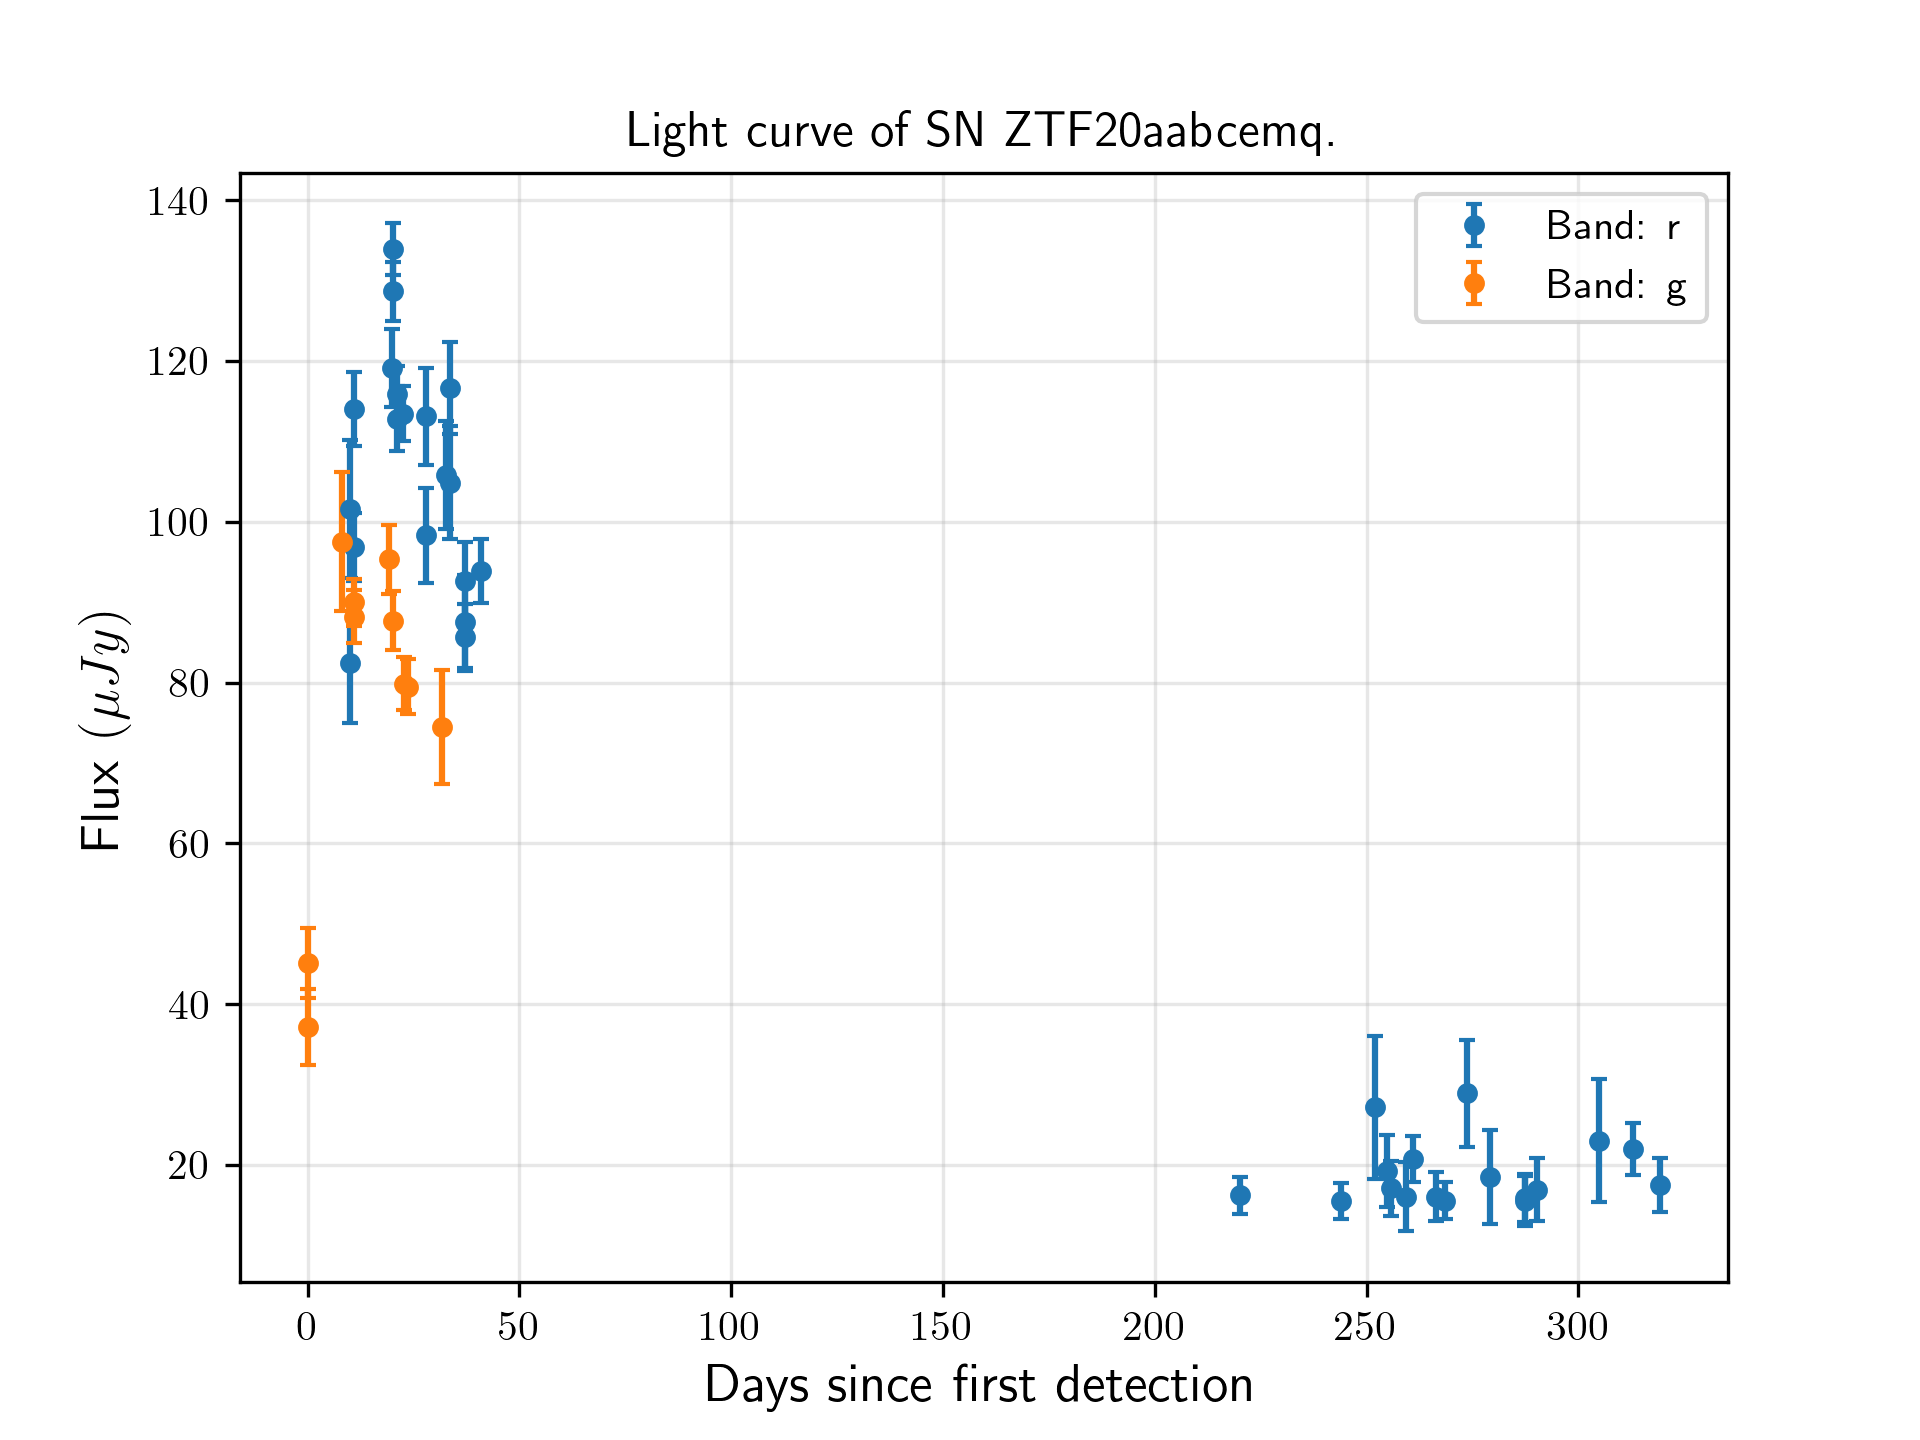 Light curve of SN ZTF20aabcemq.
Band: r
Band: g
140
120
100
80
60
40
20
Flux (μJy)
0 50 100 150 200 250 300
Days since first detection